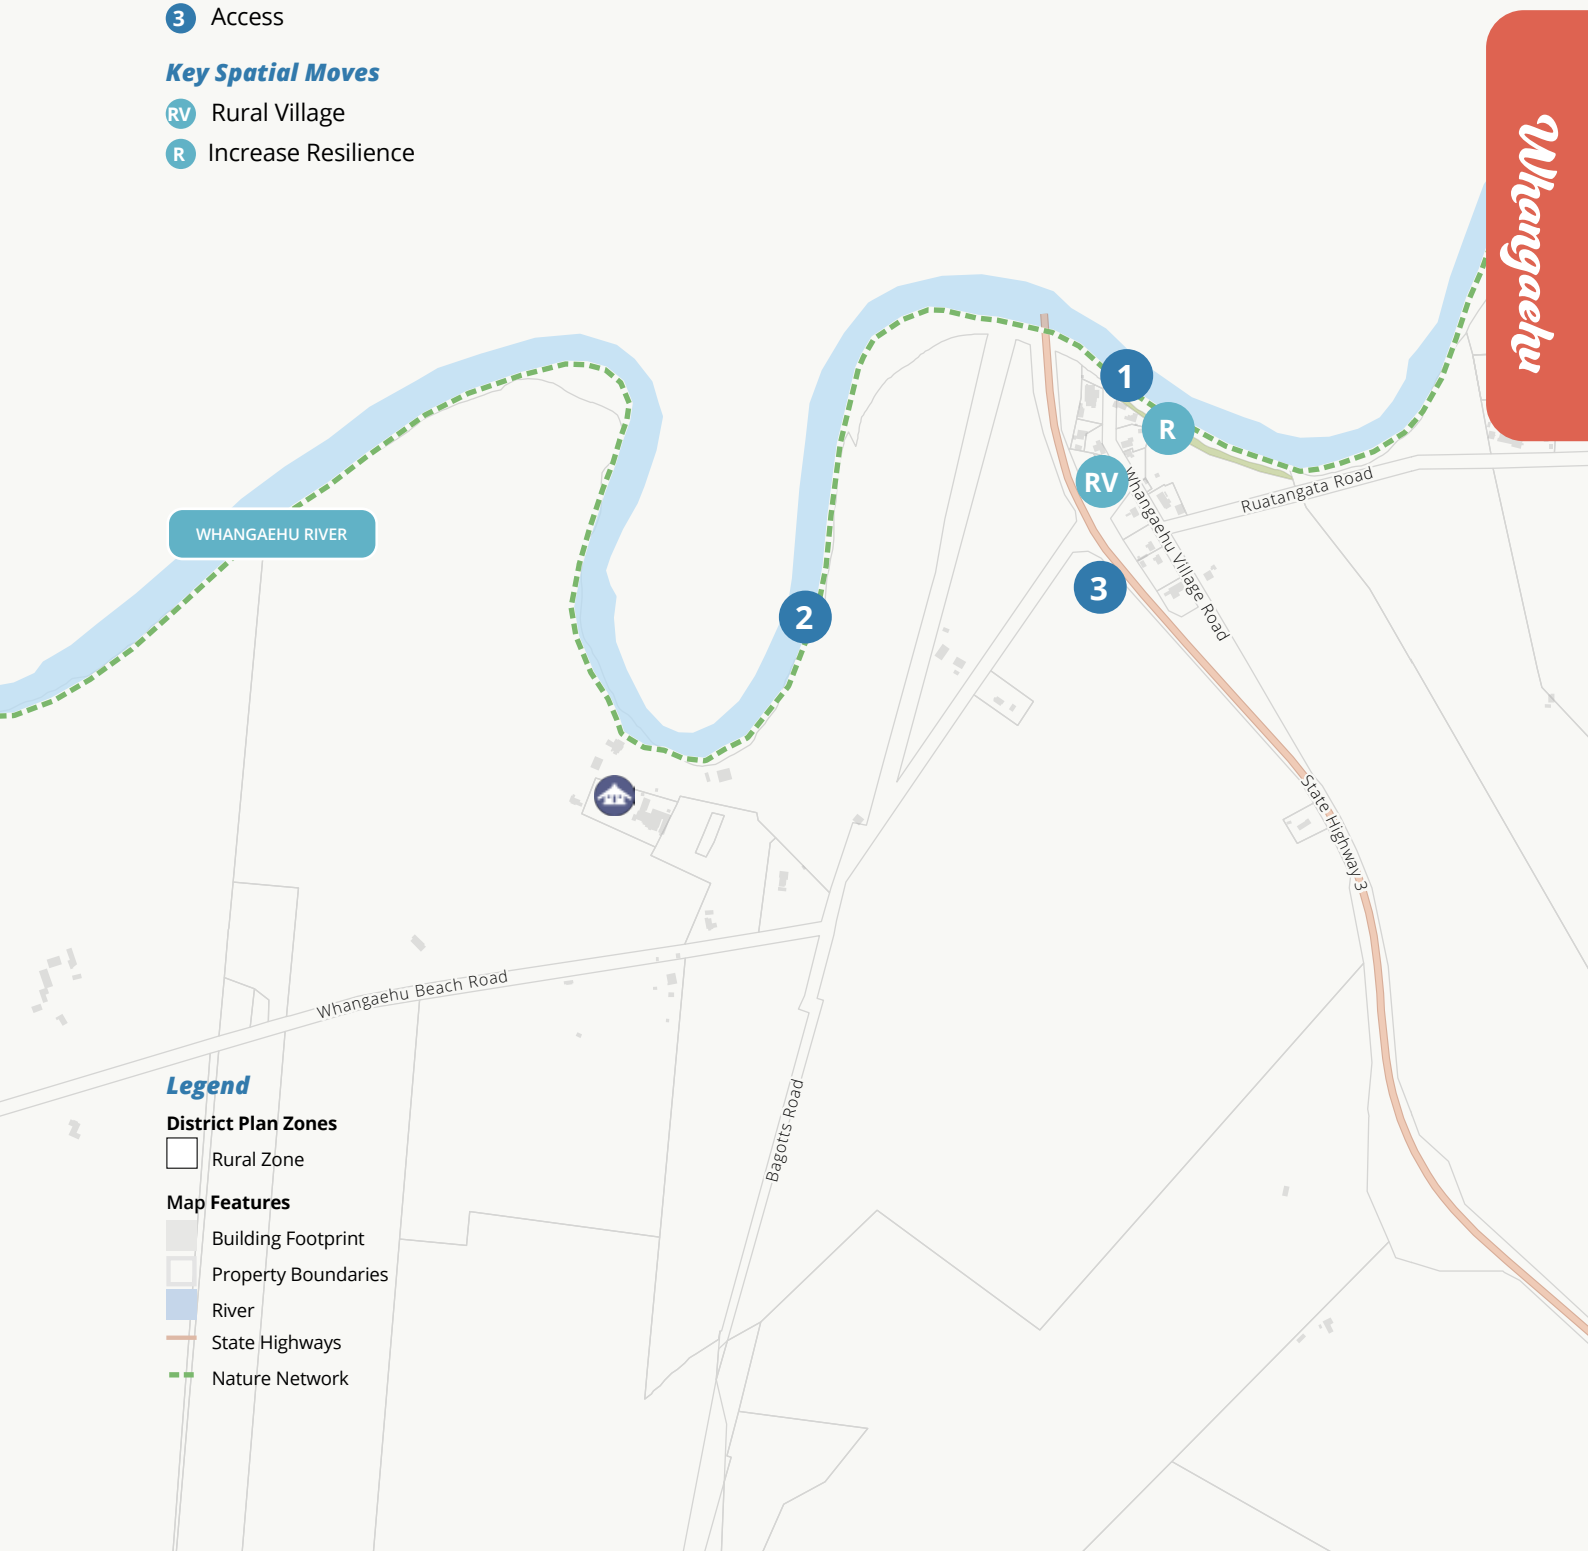 3 Access
Key Spatial Moves
RV Rural Village
R Increase Resilience
Whangaehu
1
R
RV
Whangaehu Village Road
Ruatangata Road
WHANGAEHU RIVER
3
2
State Highway 3
Whangaehu Beach Road
Bagotts Road
Legend
District Plan Zones
Rural Zone
Map Features
Building Footprint
Property Boundaries
River
State Highways
Nature Network